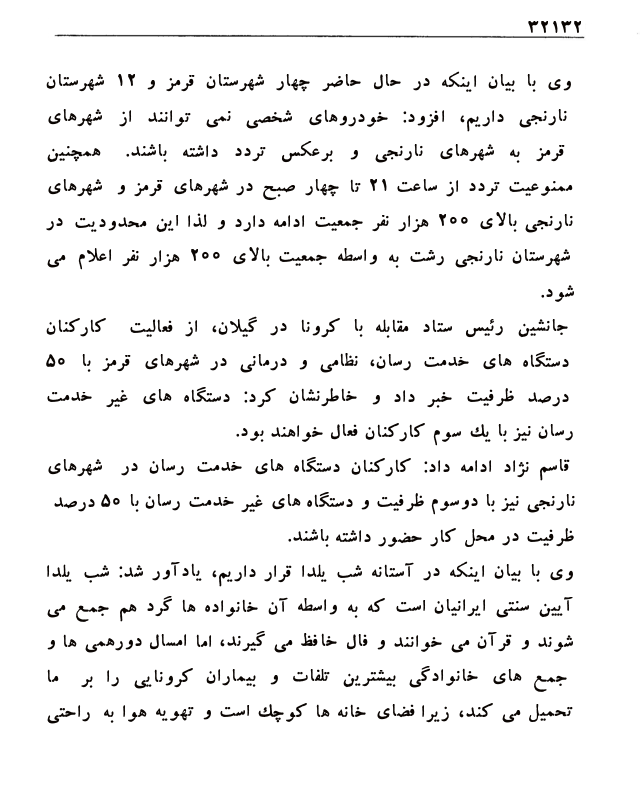 ۳۲۱۳۲
وی با بیان اینکه در حال حاضر چهار شهرستان قرمز و ۱۲ شهرستان
نارنجی داریم، افزود: خودروهای شخصی نمی توانند از شهرهای
قرمز به شهرهای نارنجی و برعکس تردد داشته باشند. همچنین
ممنوعیت تردد از ساعت ۲۱ تا چهار صبح در شهرهای قرمز و شهرهای
نارنجی بالای ۲۰۰ هزار نفر جمعیت ادامه دارد و لذا این محدودیت در
شهرستان نارنجی رشت به واسطه جمعیت بالای ۲۰۰ هزار نفر اعلام می
شود.
جانشین رئیس ستاد مقابله با کرونا در گیلان، از فعالیت کارکنان
دستگاه های خدمت رسان، نظامی و درمانی در شهرهای قرمز با ۵۰
درصد ظرفیت خبر داد و خاطرنشان کرد: دستگاه های غیر خدمت
رسان نیز با یك سوم کارکنان فعال خواهند بود.
قاسم نژاد ادامه داد: کارکنان دستگاه های خدمت رسان در شهرهای
نارنجی نیز با دوسوم ظرفیت و دستگاه های غیر خدمت رسان با ۵۰ درصد
ظرفیت در محل کار حضور داشته باشند.
وی با بیان اینکه در آستانه شب یلدا قرار داریم، یادآور شد: شب یلدا
آیین سنتی ایرانیان است که به واسطه آن خانواده ها گرد هم جمع می
شوند و قرآن می خوانند و فال خافظ می گیرند، اما امسال دورهمی ها و
جمع های خانوادگی بیشترین تلفات و بیماران کرونایی را بر ما
تحمیل می کند، زیرا فضای خانه ها کوچك است و تهویه هوا به راحتی